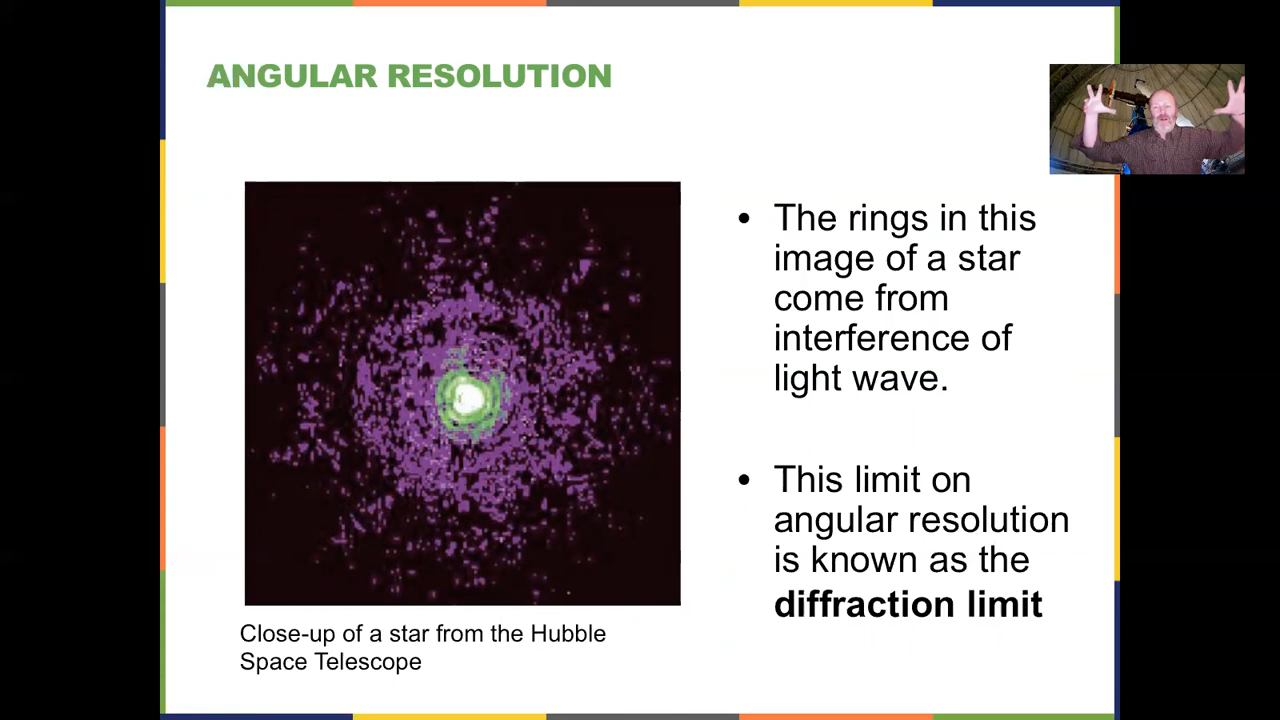 ANGULAR RESOLUTION
• The rings in this
image of a star
come from
interference of
light wave.
• This limit on
angular resolution
is known as the
diffraction limit
Close-up of a star from the Hubble
Space Telescope